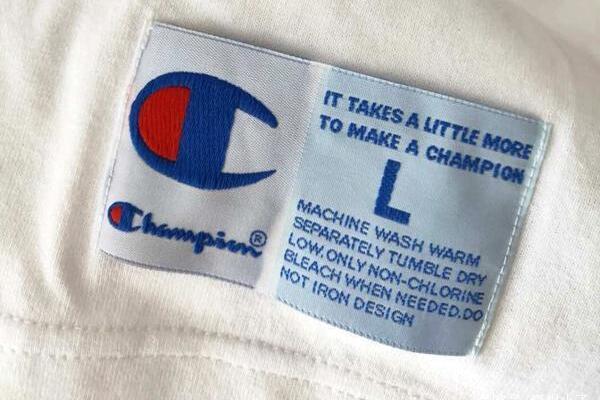 Champion®
IT TAKES A LITTLE MORE
TO MAKE A CHAMPION
L
MACHINE WASH WARM
SEPARATELY TUMBLE DRY
LOW.ONLY NON-CHLORINE
BLEACH WHEN NEEDED.DO
NOT IRON DESIGN